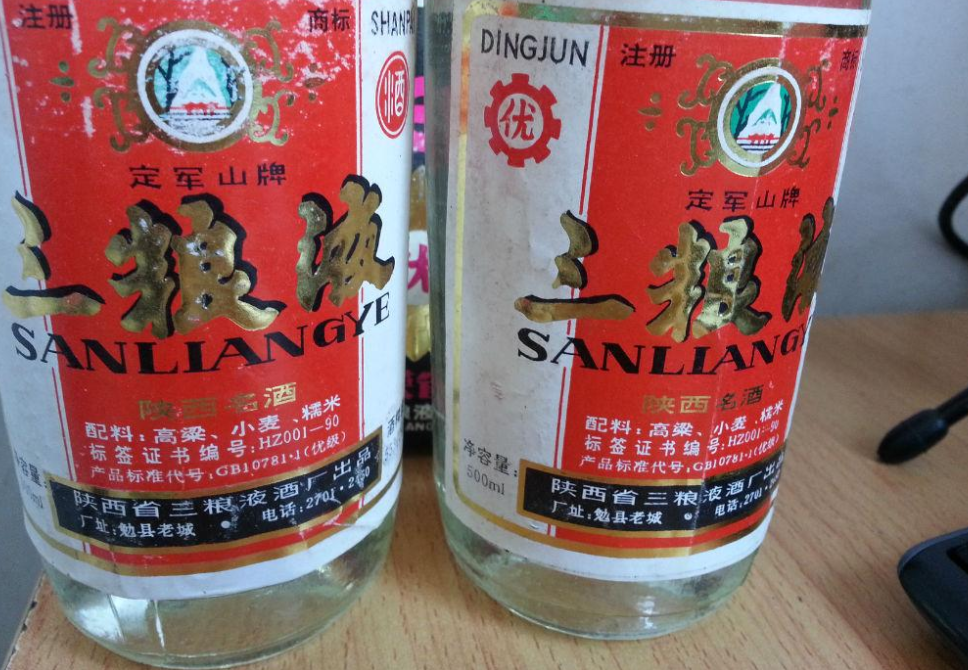 注册 商标
SHANPAI
酒
定军山牌
三粮液
SANLIANGYE
陕西名酒
配料:高粱、小麦、糯米
标签证书编号:HZ001-90
产品标准代号:GB10781·1(优级)
净容量:
陕西省三粮液酒厂出品
厂址:勉县老城 • 电话:2701·
DINGJUN
优
注册 商标
定军山牌
三粮液
SANLIANGY
陕西名酒
配料:高粱、小麦、糯米
标签证书编号:HZ001-90
产品标准代号:GB10781·1(优级)
净容量:
500ml
陕西省三粮液酒厂出
厂址:勉县老城 • 电话:2701·